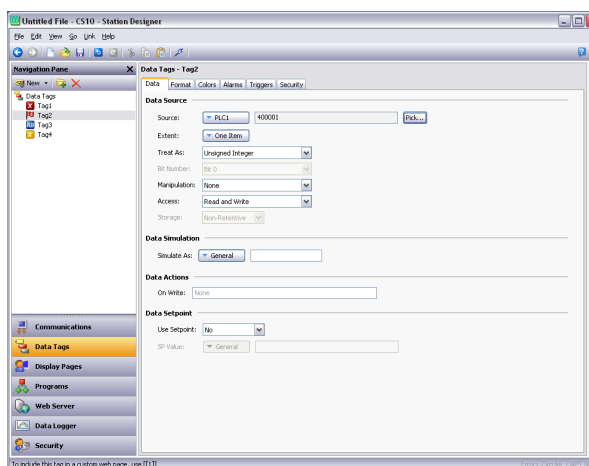 Untitled File - CS10 - Station Designer
File Edit View Go Link Help
Navigation Pane
New
Data Tags
Tag1
Tag2
Tag3
Tag4
Communications
Data Tags
Display Pages
Programs
Web Server
Data Logger
Security
Data Tags - Tag2
Data Format Colors Alarms Triggers Security
Data Source
Source: PLC1 400001 Pick...
Extent: One Item
Treat As: Unsigned Integer
Bit Number: Bit 0
Manipulation: None
Access: Read and Write
Storage: Non-Retentive
Data Simulation
Simulate As: General
Data Actions
On Write: None
Data Setpoint
Use Setpoint: No
SP Value: General
To include this tag in a custom web page, use [[1]]